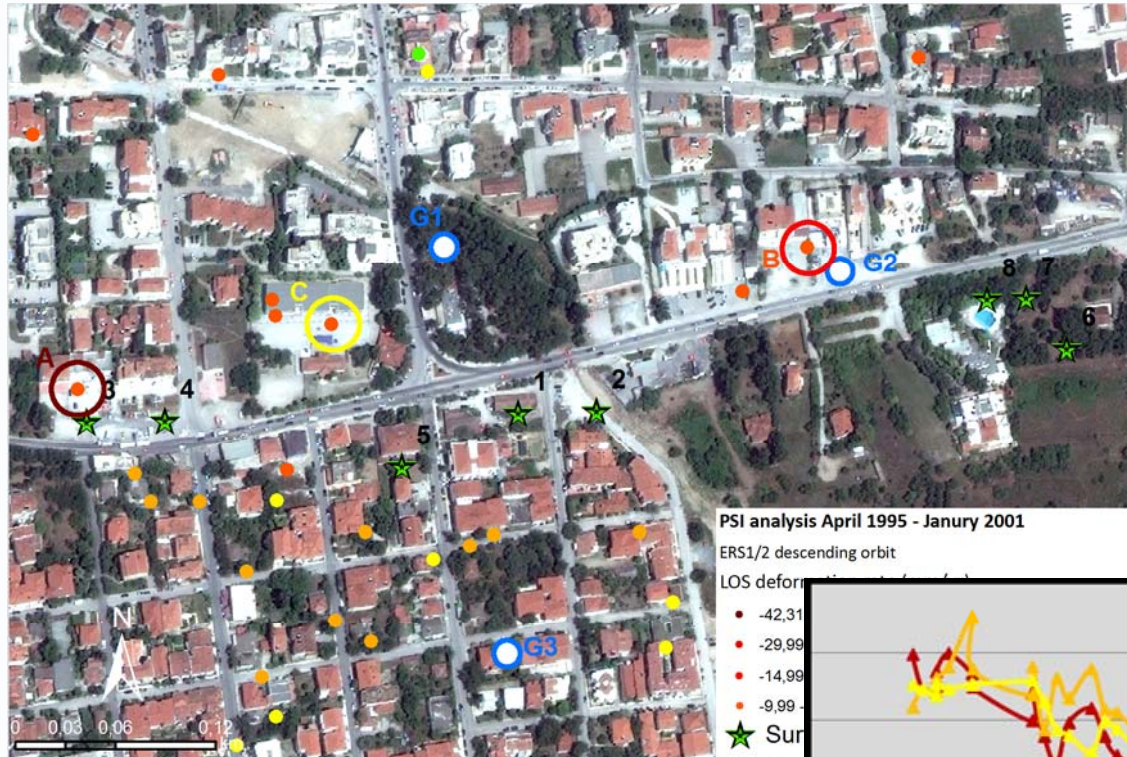 G1
B
G2
8
7
6
C
A
3
4
1
2
5
G3
N
0 0.03 0.06 0.12
PSI analysis April 1995 - Janury 2001
ERS1/2 descending orbit
LOS
-42,31
-29,99
-14,99
-9,99 -